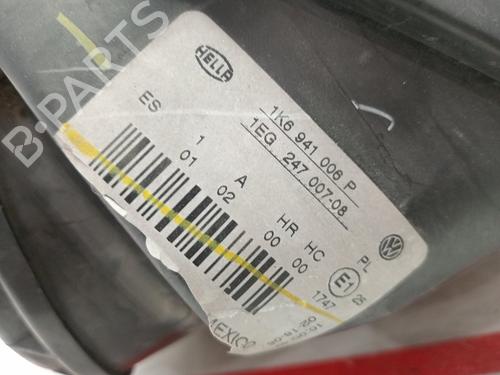 B-PARTS
HELLA
1K6 941 006 P
1EG 247 007-08
ES 1 A HR HC PL
01 02 00 00 1747
E1
MEXICO